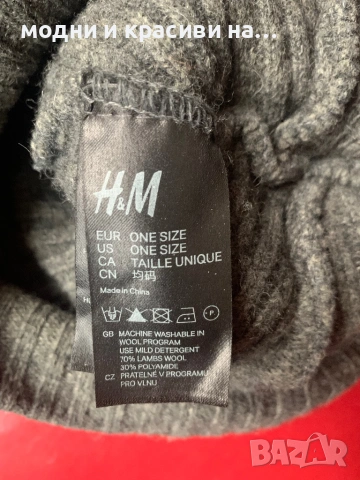 модни и красиви на...
H&M
EUR ONE SIZE
US ONE SIZE
CA TAILLE UNIQUE
CN 均码
Made in China
GB MACHINE WASHABLE IN
WOOL PROGRAM
USE MILD DETERGENT
70% LAMBS WOOL
30% POLYAMIDE
CZ PRATELNÉ V PROGRAMU
PRO VLNU
BAZAR